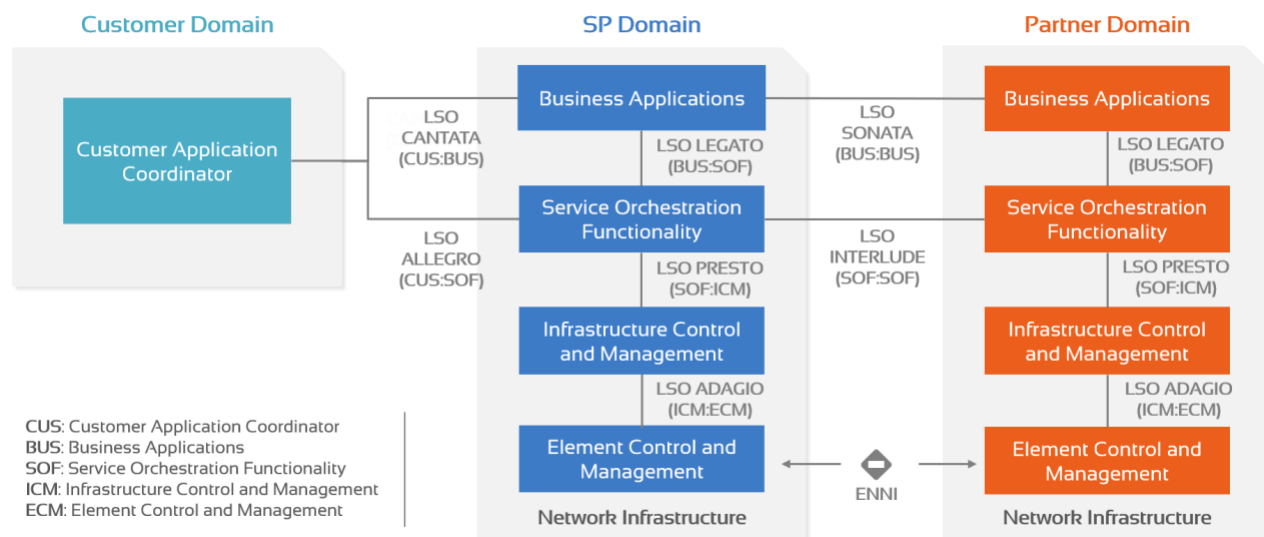 Customer Domain
SP Domain
Partner Domain
Customer Application
Coordinator
LSO
CANTATA
(CUS:BUS)
LSO
ALLEGRO
(CUS:SOF)
Business Applications
LSO LEGATO
(BUS:SOF)
Service Orchestration
Functionality
LSO PRESTO
(SOF:ICM)
Infrastructure Control
and Management
LSO ADAGIO
(ICM:ECM)
Element Control and
Management
Network Infrastructure
LSO
SONATA
(BUS:BUS)
LSO
INTERLUDE
(SOF:SOF)
ENNI
Business Applications
LSO LEGATO
(BUS:SOF)
Service Orchestration
Functionality
LSO PRESTO
(SOF:ICM)
Infrastructure Control
and Management
LSO ADAGIO
(ICM:ECM)
Element Control and
Management
Network Infrastructure
CUS: Customer Application Coordinator
BUS: Business Applications
SOF: Service Orchestration Functionality
ICM: Infrastructure Control and Management
ECM: Element Control and Management